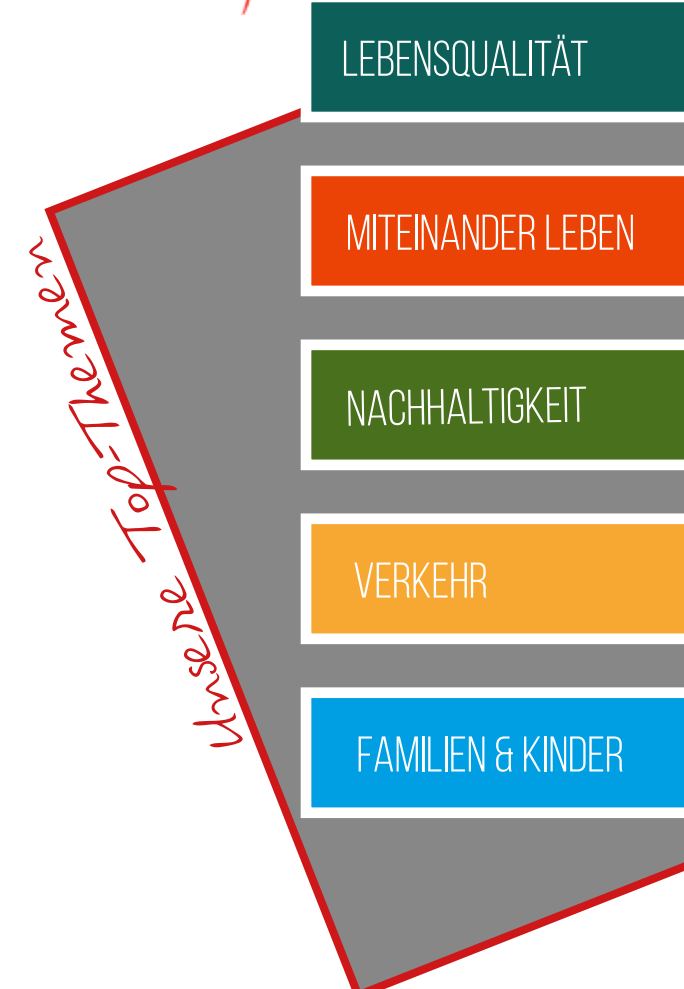 LEBENSQUALITÄT
MITEINANDER LEBEN
NACHHALTIGKEIT
VERKEHR
FAMILIEN & KINDER
Unsere Top-Themen